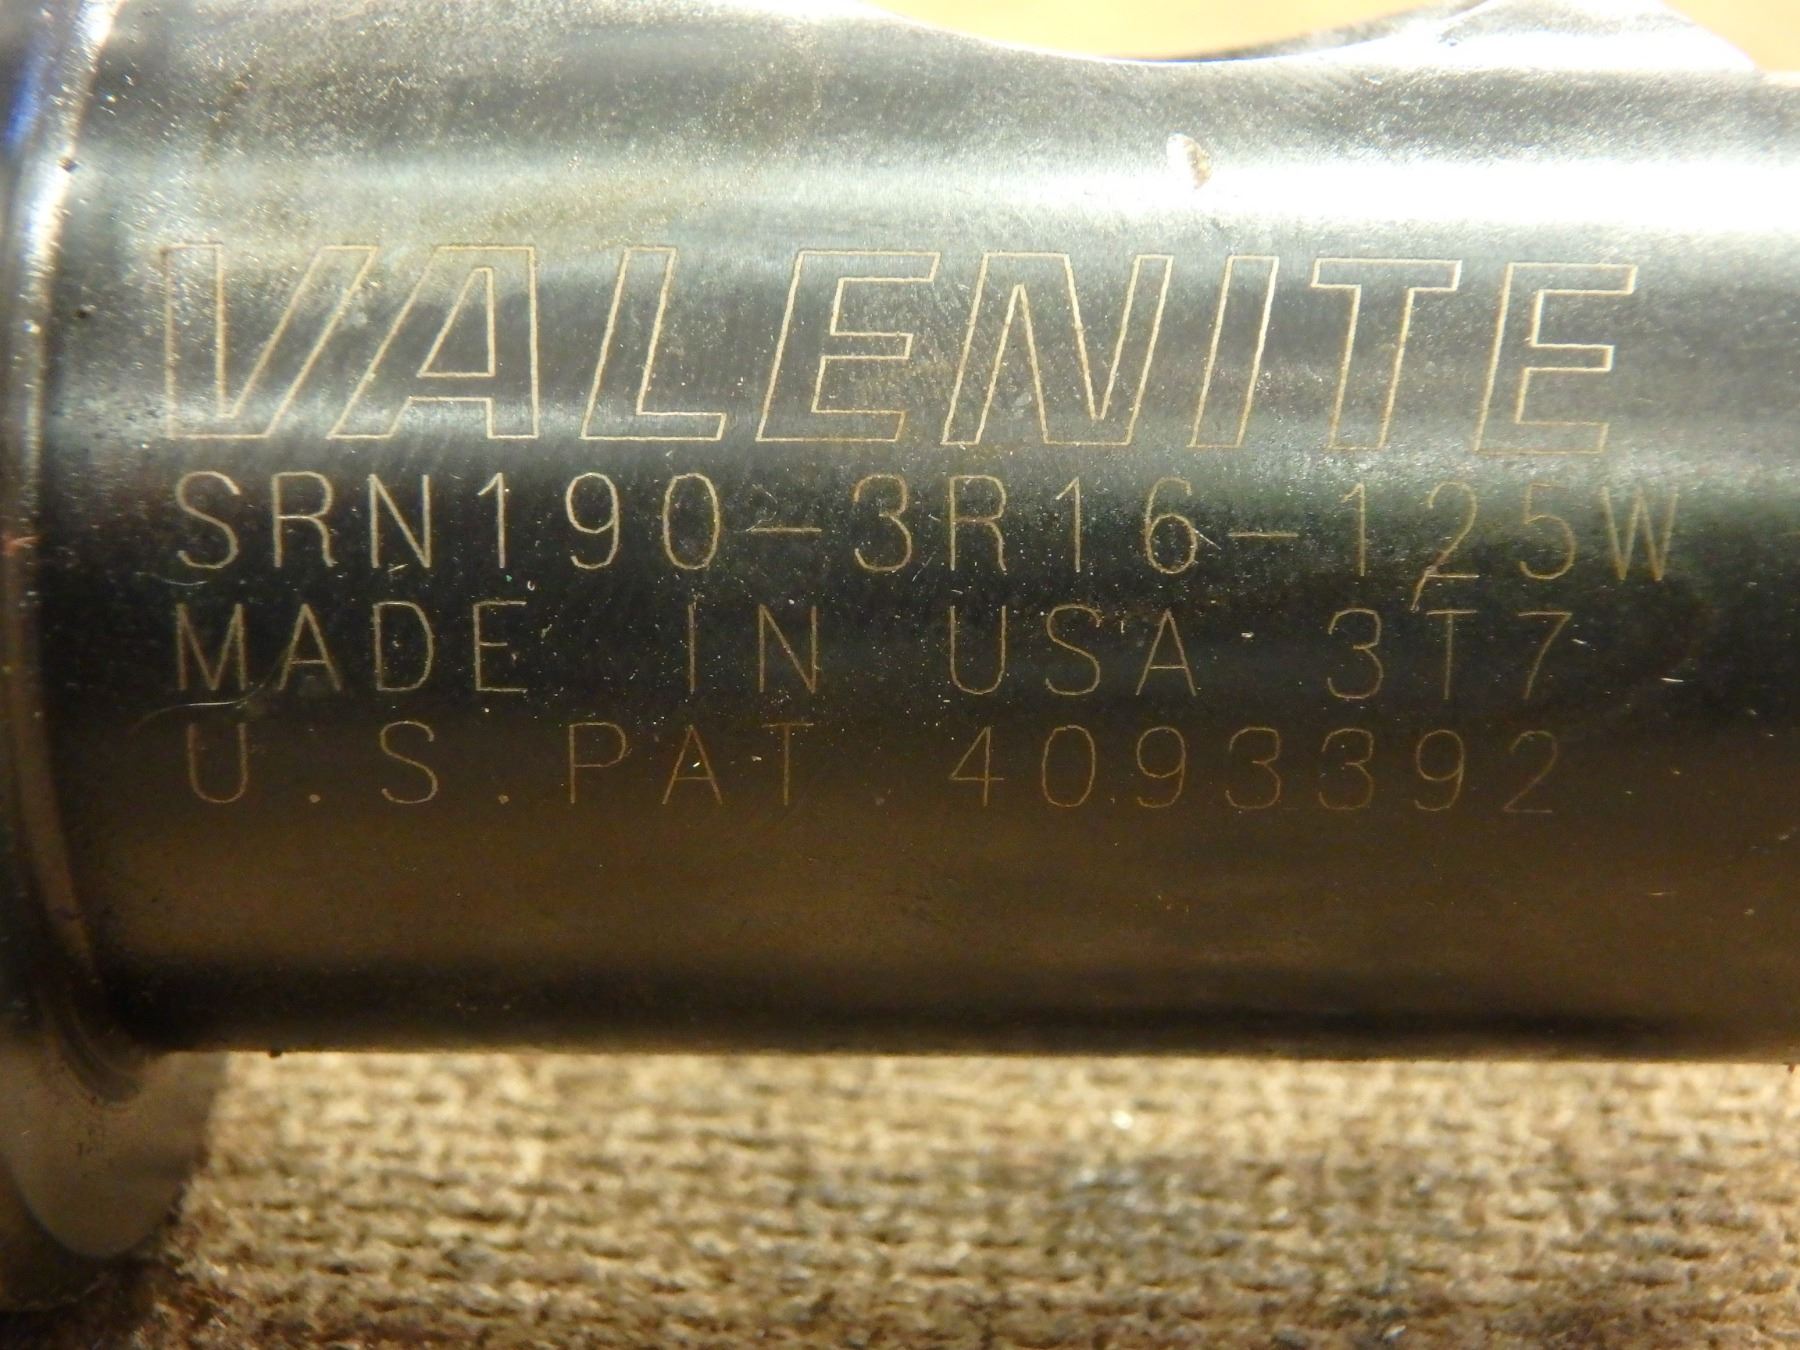 VALENITE
SRN190-3R16-125W
MADE IN USA 3T7
U.S. PAT. 4093392